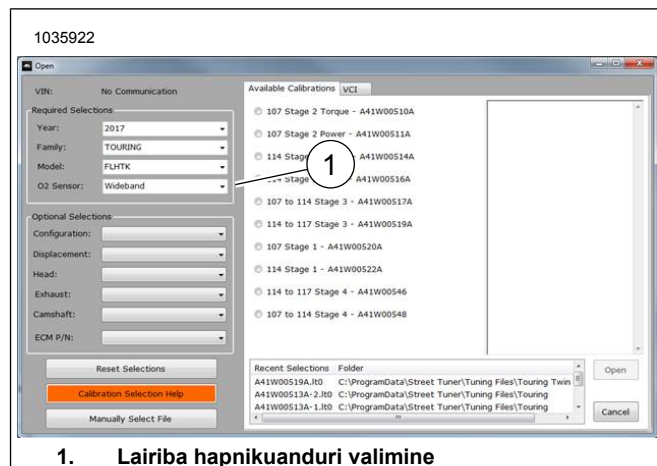 1035922
Open
VIN: No Communication
Required Selections
Year: 2017
Family: TOURING
Model: FLHTK
O2 Sensor: Wideband
Optional Selections
Configuration:
Displacement:
Head:
Exhaust:
Camshaft:
ECM P/N:
Reset Selections
Calibration Selection Help
Manually Select File
Available Calibrations VCI
107 Stage 2 Torque - A41W00510A
107 Stage 2 Power - A41W00511A
114 Stage A41W00514A
1
114 Stage A41W00516A
107 to 114 Stage 3 - A41W00517A
114 to 117 Stage 3 - A41W00519A
107 Stage 1 - A41W00520A
114 Stage 1 - A41W00522A
114 to 117 Stage 4 - A41W00546
107 to 114 Stage 4 - A41W00548
Recent Selections Folder
A41W00519A.lt0 C:\ProgramData\Street Tuner\Tuning Files\Touring Twin
A41W00513A-2.lt0 C:\ProgramData\Street Tuner\Tuning Files\Touring
A41W00513A-1.lt0 C:\ProgramData\Street Tuner\Tuning Files\Touring
Open
Cancel
1. Lairiba hapnikuanduri valimine